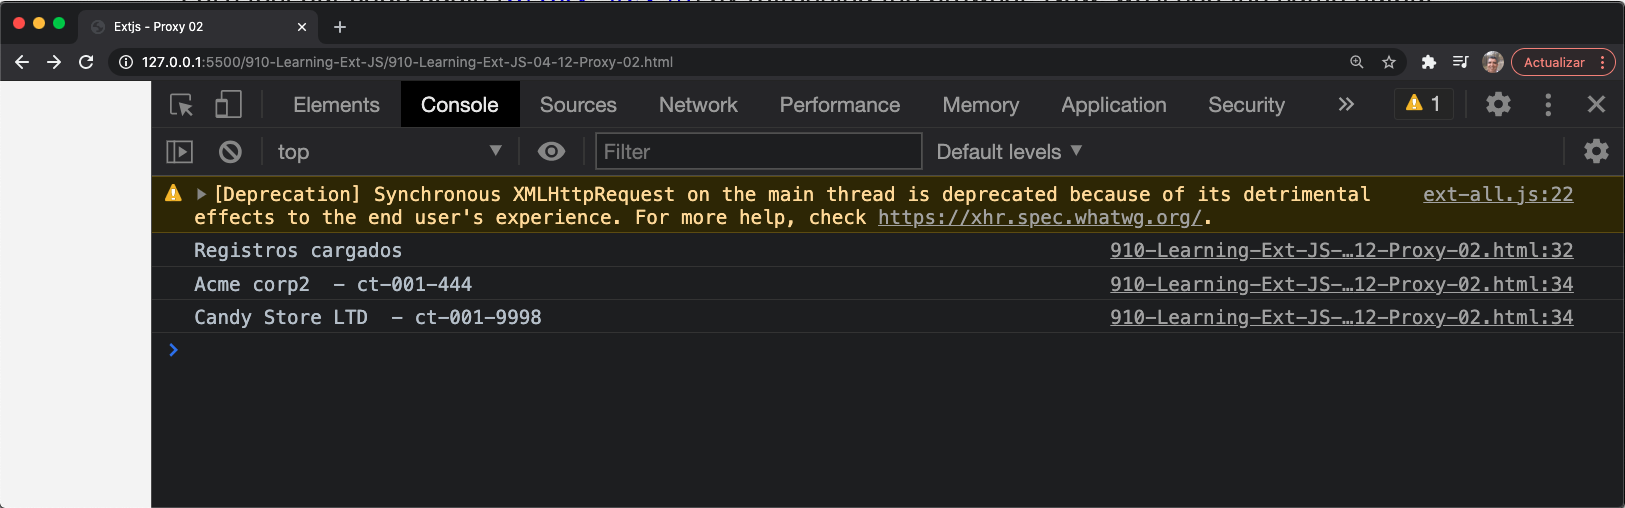 Extjs - Proxy 02
127.0.0.1:5500/910-Learning-Ext-JS/910-Learning-Ext-JS-04-12-Proxy-02.html
Actualizar
Elements Console Sources Network Performance Memory Application Security 1
top Filter Default levels
[Deprecation] Synchronous XMLHttpRequest on the main thread is deprecated because of its detrimental ext-all.js:22
effects to the end user's experience. For more help, check https://xhr.spec.whatwg.org/.
Registros cargados 910-Learning-Ext-JS-…12-Proxy-02.html:32
Acme corp2  - ct-001-444 910-Learning-Ext-JS-…12-Proxy-02.html:34
Candy Store LTD  - ct-001-9998 910-Learning-Ext-JS-…12-Proxy-02.html:34